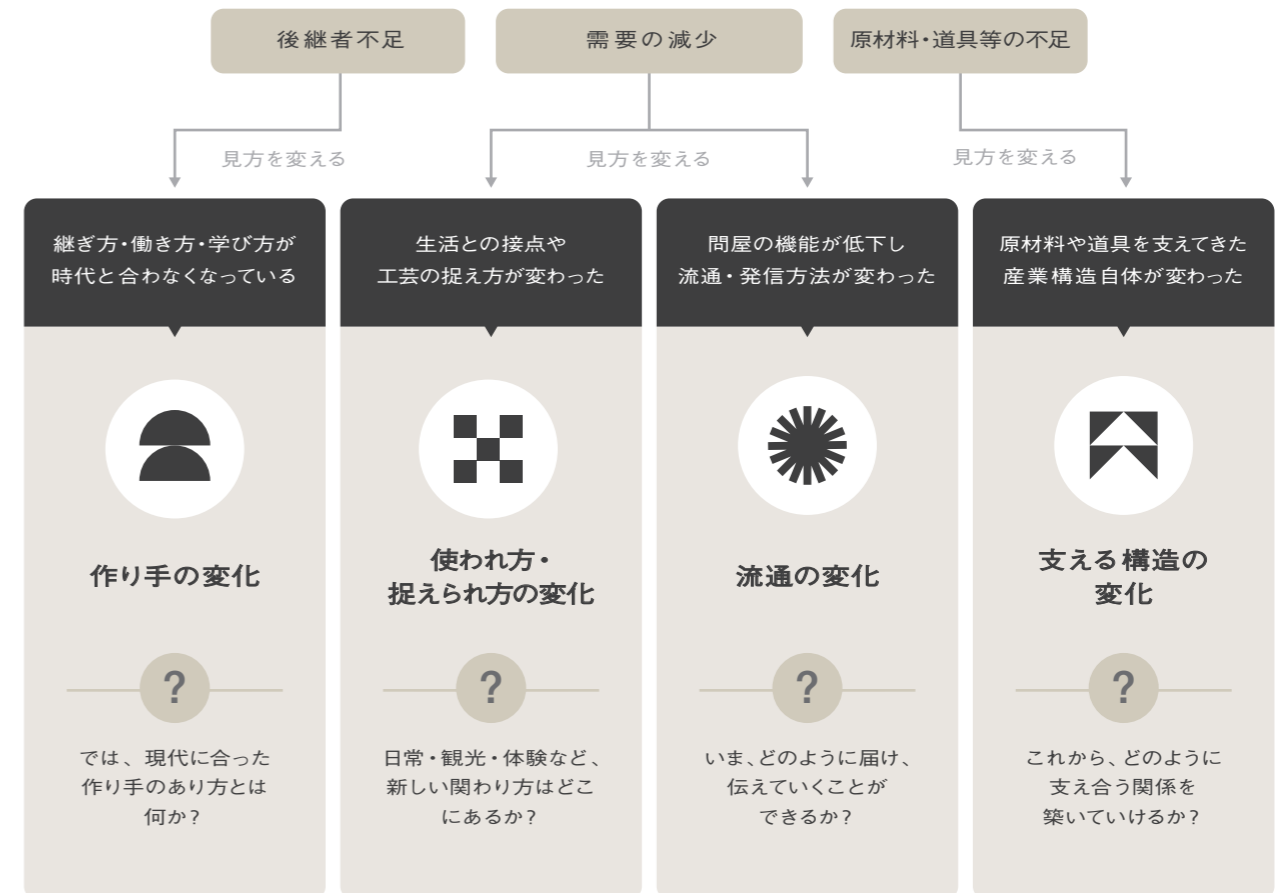 後継者不足
需要の減少
原材料・道具等の不足
見方を変える
見方を変える
見方を変える
継ぎ方・働き方・学び方が
時代と合わなくなっている
生活との接点や
工芸の捉え方が変わった
問屋の機能が低下し
流通・発信方法が変わった
原材料や道具を支えてきた
産業構造自体が変わった
作り手の変化
使われ方・
捉えられ方の変化
流通の変化
支える構造の
変化
?
?
?
?
では、現代に合った
作り手のあり方とは
何か?
日常・観光・体験など、
新しい関わり方はどこ
にあるか?
いま、どのように届け、
伝えていくことが
できるか?
これから、どのように
支え合う関係を
築いていけるか?